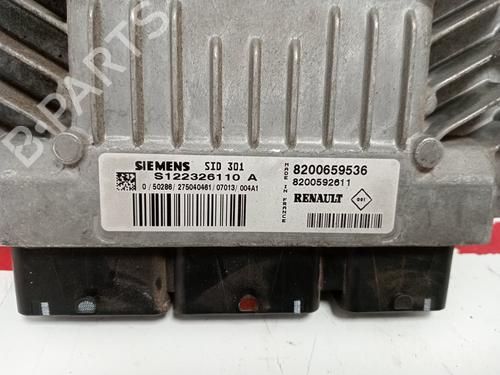 B-PARTS
SIEMENS SID 301
S122326110 A
0/50286/275040461/07013/004A1
MADE IN FRANCE
8200659536
8200592611
RENAULT